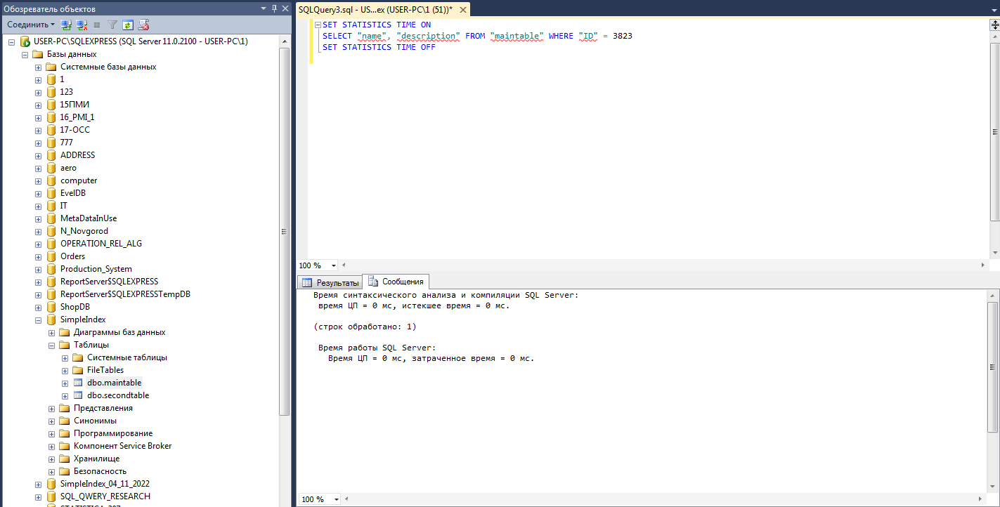 Обозреватель объектов
Соединить
USER-PC\SQLEXPRESS (SQL Server 11.0.2100 - USER-PC\1)
Базы данных
Системные базы данных
1
123
15ПМИ
16_PMI_1
17-ОСС
777
ADDRESS
aero
computer
EvelDB
IT
MetaDataInUse
N_Novgorod
OPERATION_REL_ALG
Orders
Production_System
ReportServer$SQLEXPRESS
ReportServer$SQLEXPRESSTempDB
ShopDB
SimpleIndex
Диаграммы баз данных
Таблицы
Системные таблицы
FileTables
dbo.maintable
dbo.secondtable
Представления
Синонимы
Программирование
Компонент Service Broker
Хранилище
Безопасность
SimpleIndex_04_11_2022
SQL_QWERY_RESEARCH
SQLQuery3.sql - US...ex (USER-PC\1 (51))*
SET STATISTICS TIME ON
SELECT "name", "description" FROM "maintable" WHERE "ID" = 3823
SET STATISTICS TIME OFF
100 %
Результаты
Сообщения
Время синтаксического анализа и компиляции SQL Server:
время ЦП = 0 мс, истекшее время = 0 мс.
(строк обработано: 1)
Время работы SQL Server:
Время ЦП = 0 мс, затраченное время = 0 мс.
100 %